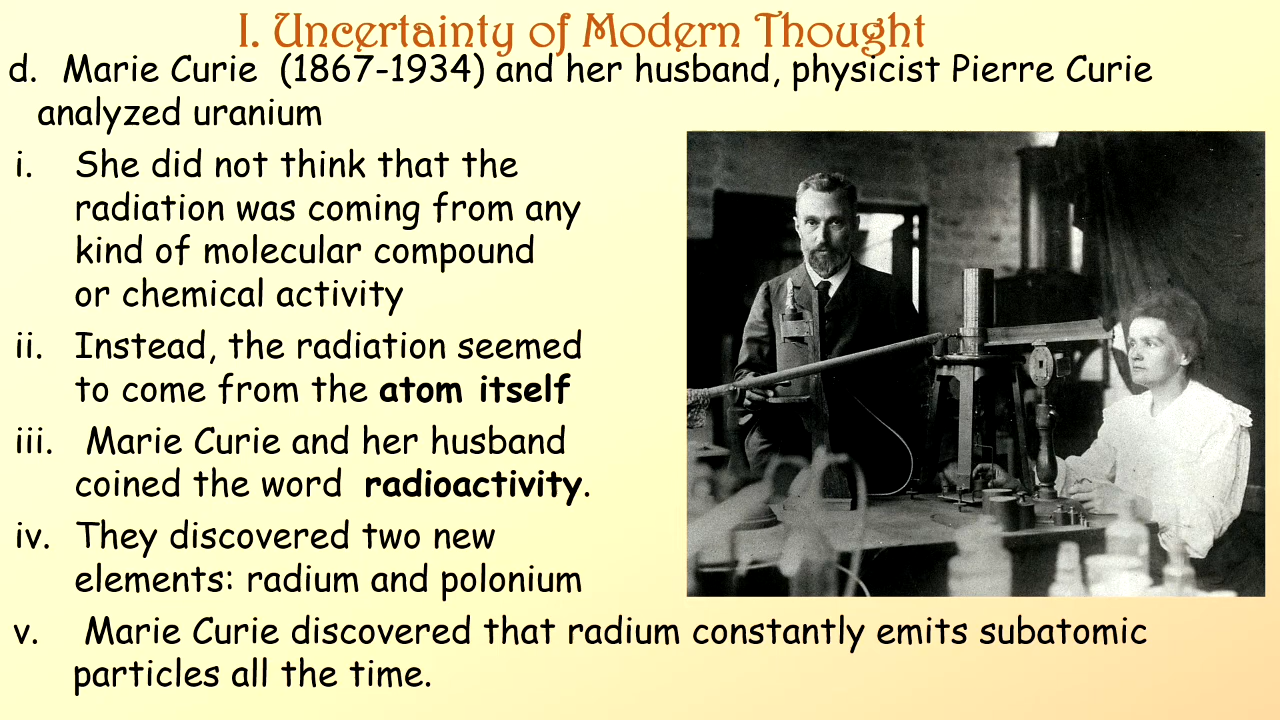 I. Uncertainty of Modern Thought
d. Marie Curie (1867-1934) and her husband, physicist Pierre Curie
analyzed uranium
i. She did not think that the
radiation was coming from any
kind of molecular compound
or chemical activity
ii. Instead, the radiation seemed
to come from the atom itself
iii. Marie Curie and her husband
coined the word radioactivity.
iv. They discovered two new
elements: radium and polonium
v. Marie Curie discovered that radium constantly emits subatomic
particles all the time.